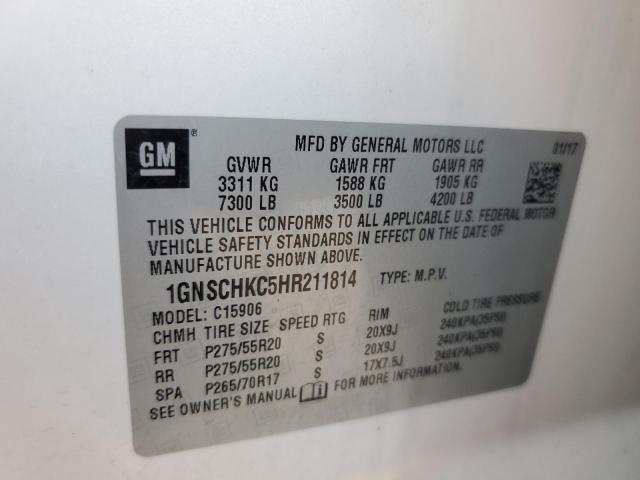 GM ®
MFD BY GENERAL MOTORS LLC 01/17
GVWR GAWR FRT GAWR RR
3311 KG 1588 KG 1905 KG
7300 LB 3500 LB 4200 LB
THIS VEHICLE CONFORMS TO ALL APPLICABLE U.S. FEDERAL MOTOR
VEHICLE SAFETY STANDARDS IN EFFECT ON THE DATE OF
MANUFACTURE SHOWN ABOVE.
1GNSCHKC5HR211814 TYPE: M.P.V.
MODEL: C15906
CHMH TIRE SIZE SPEED RTG RIM COLD TIRE PRESSURE
FRT P275/55R20 S 20X9J 240KPA(35PSI)
RR P275/55R20 S 20X9J 240KPA(35PSI)
SPA P265/70R17 S 17X7.5J 240KPA(35PSI)
SEE OWNER'S MANUAL FOR MORE INFORMATION.